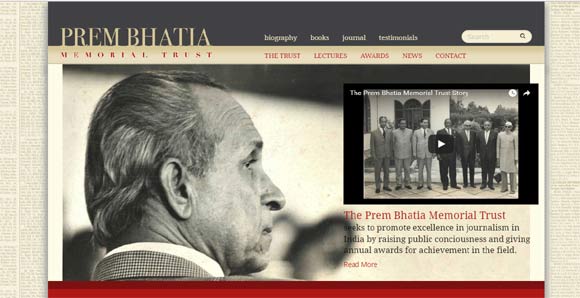 PREM BHATIA
MEMORIAL TRUST
biography books journal testimonials
Search
THE TRUST LECTURES AWARDS NEWS CONTACT
The Prem Bhatia Memorial Trust Story
The Prem Bhatia Memorial Trust
seeks to promote excellence in journalism in
India by raising public conciousness and giving
annual awards for achievement in the field.
Read More